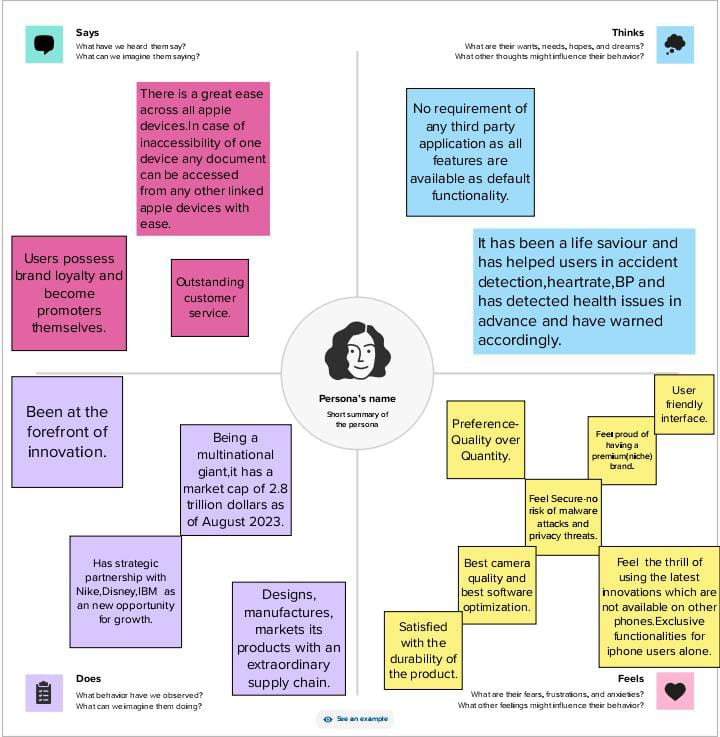 Says
What have we heard them say?
What can we imagine them saying?
Thinks
What are their wants, needs, hopes, and dreams?
What other thoughts might influence their behavior?
There is a great ease
across all apple
devices.In case of
inaccessibility of one
device any document
can be accessed
from any other linked
apple devices with
ease.
Users possess
brand loyalty and
become
promoters
themselves.
Outstanding
customer
service.
No requirement of
any third party
application as all
features are
available as default
functionality.
It has been a life saviour and
has helped users in accident
detection,heartrate,BP and
has detected health issues in
advance and have warned
accordingly.
Persona's name
Short summary of
the persona
Been at the
forefront of
innovation.
Being a
multinational
giant,it has a
market cap of 2.8
trillion dollars as
of August 2023.
Has strategic
partnership with
Nike,Disney,IBM as
an new opportunity
for growth.
Designs,
manufactures,
markets its
products with an
extraordinary
supply chain.
User
friendly
interface.
Preference-
Quality over
Quantity.
Feel proud of
having a
premium(niche)
brand.
Feel Secure-no
risk of malware
attacks and
privacy threats.
Best camera
quality and
best software
optimization.
Feel the thrill of
using the latest
innovations which are
not available on other
phones.Exclusive
functionalities for
iphone users alone.
Satisfied
with the
durability of
the product.
Does
What behavior have we observed?
What can we imagine them doing?
Feels
What are their fears, frustrations, and anxieties?
What other feelings might influence their behavior?
See an example